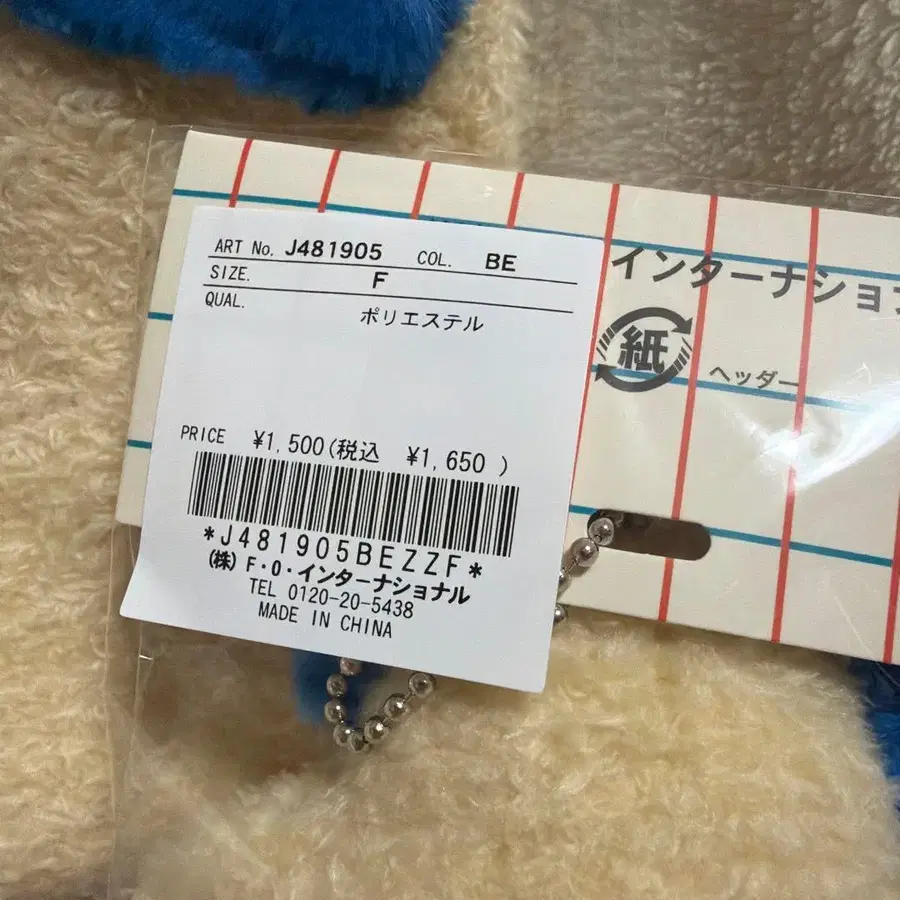 ART No. J481905 COL. BE
SIZE. F
QUAL.
ポリエステル
PRICE ¥1,500(税込 ¥1,650 )
*J481905BEZZF*
(株) F・O・インターナショナル
TEL 0120-20-5438
MADE IN CHINA
インターナショ
紙
ヘッダー